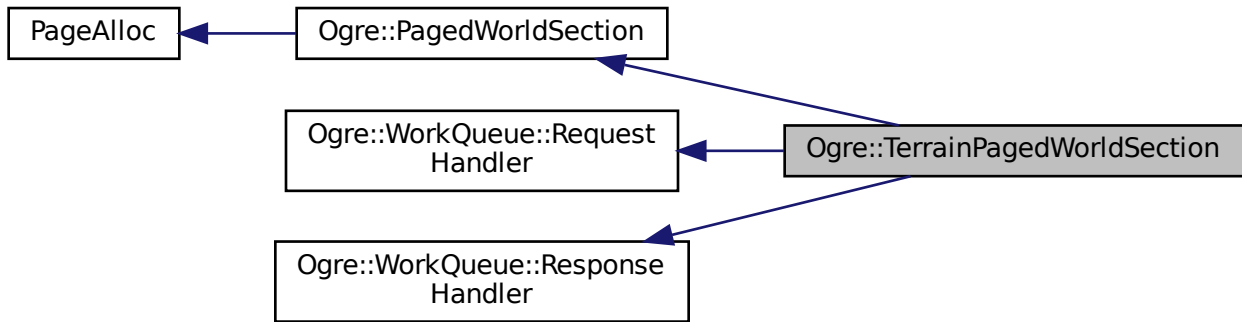 PageAlloc
Ogre::PagedWorldSection
Ogre::WorkQueue::Request
Handler
Ogre::TerrainPagedWorldSection
Ogre::WorkQueue::Response
Handler